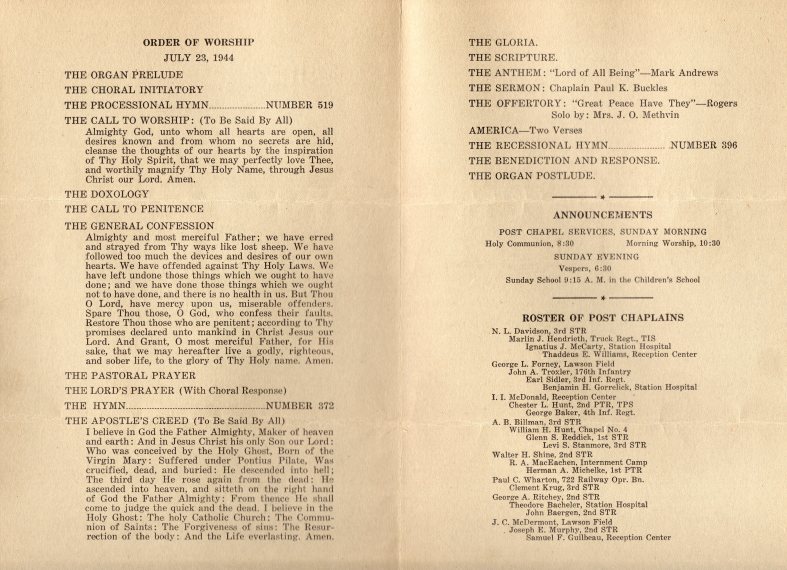 ORDER OF WORSHIP
JULY 23, 1944
THE ORGAN PRELUDE
THE CHORAL INITIATORY
THE PROCESSIONAL HYMN.........................NUMBER 519
THE CALL TO WORSHIP: (To Be Said By All)
Almighty God, unto whom all hearts are open, all
desires known and from whom no secrets are hid,
cleanse the thoughts of our hearts by the inspiration
of Thy Holy Spirit, that we may perfectly love Thee,
and worthily magnify Thy Holy Name, through Jesus
Christ our Lord. Amen.
THE DOXOLOGY
THE CALL TO PENITENCE
THE GENERAL CONFESSION
Almighty and most merciful Father; we have erred
and strayed from Thy ways like lost sheep. We have
followed too much the devices and desires of our own
hearts. We have offended against Thy Holy Laws. We
have left undone those things which we ought to have
done; and we have done those things which we ought
not to have done, and there is no health in us. But Thou
O Lord, have mercy upon us, miserable offenders.
Spare Thou those, O God, who confess their faults.
Restore Thou those who are penitent; according to Thy
promises declared unto mankind in Christ Jesus our
Lord. And Grant, O most merciful Father, for His
sake, that we may hereafter live a godly, righteous,
and sober life, to the glory of Thy Holy name. Amen.
THE PASTORAL PRAYER
THE LORD'S PRAYER (With Choral Response)
THE HYMN..............................................NUMBER 372
THE APOSTLE'S CREED (To Be Said By All)
I believe in God the Father Almighty, Maker of heaven
and earth: And in Jesus Christ his only Son our Lord:
Who was conceived by the Holy Ghost, Born of the
Virgin Mary: Suffered under Pontius Pilate, Was
crucified, dead, and buried: He descended into hell;
The third day He rose again from the dead: He
ascended into heaven, and sitteth on the right hand
of God the Father Almighty: From thence He shall
come to judge the quick and the dead. I believe in the
Holy Ghost: The holy Catholic Church: The Commu-
nion of Saints: The Forgiveness of sins: The Resur-
rection of the body: And the Life everlasting. Amen.
THE GLORIA.
THE SCRIPTURE.
THE ANTHEM: "Lord of All Being"—Mark Andrews
THE SERMON: Chaplain Paul K. Buckles
THE OFFERTORY: "Great Peace Have They"—Rogers
Solo by: Mrs. J. O. Methvin
AMERICA—Two Verses
THE RECESSIONAL HYMN.........................NUMBER 396
THE BENEDICTION AND RESPONSE.
THE ORGAN POSTLUDE.
ANNOUNCEMENTS
POST CHAPEL SERVICES, SUNDAY MORNING
Holy Communion, 8:30 Morning Worship, 10:30
SUNDAY EVENING
Vespers, 6:30
Sunday School 9:15 A. M. in the Children's School
ROSTER OF POST CHAPLAINS
N. L. Davidson, 3rd STR
Marlin J. Hendrieth, Truck Regt., TIS
Ignatius J. McCarty, Station Hospital
Thaddeus E. Williams, Reception Center
George L. Forney, Lawson Field
John A. Troxler, 176th Infantry
Earl Sidler, 3rd Inf. Regt.
Benjamin H. Gorrelick, Station Hospital
I. I. McDonald, Reception Center
Chester L. Hunt, 2nd PTR, TPS
George Baker, 4th Inf. Regt.
A. B. Billman, 3rd STR
William H. Hunt, Chapel No. 4
Glenn S. Reddick, 1st STR
Levi S. Stanmore, 3rd STR
Walter H. Shine, 2nd STR
R. A. MacEachen, Internment Camp
Herman A. Michelke, 1st PTR
Paul C. Wharton, 722 Railway Opr. Bn.
Clement Krug, 3rd STR
George A. Ritchey, 2nd STR
Theodore Bacheler, Station Hospital
John Baergen, 2nd STR
J. C. McDermont, Lawson Field
Joseph E. Murphy, 2nd STR
Samuel F. Guilbeau, Reception Center